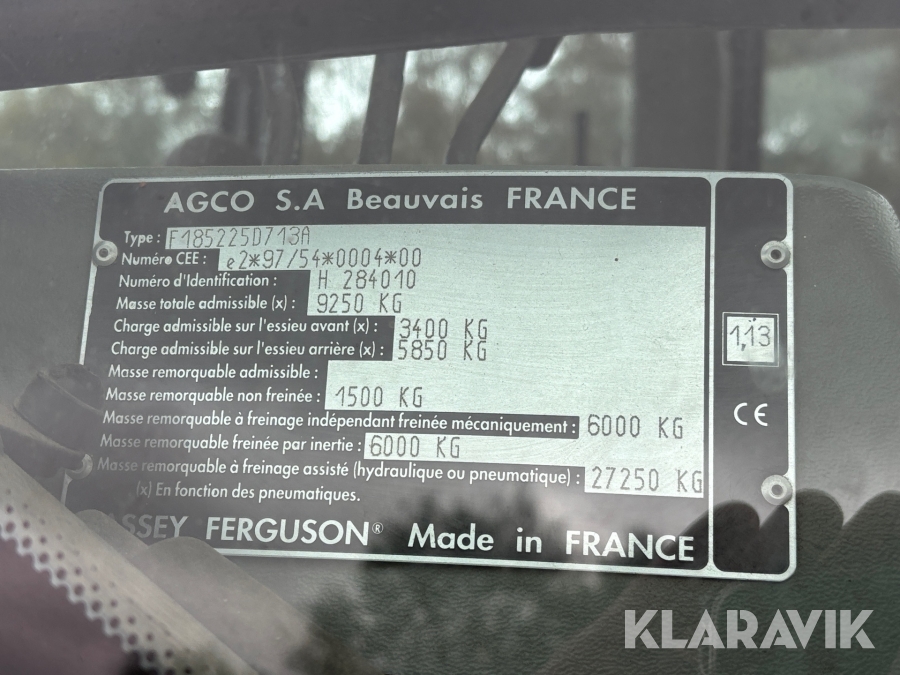 AGCO S.A Beauvais FRANCE
Type : F185225D713A
Numéro CEE : e2*97/54*0004*00
Numéro d'Identification : H 284010
Masse totale admissible (x) : 9250 KG
Charge admissible sur l'essieu avant (x) : 3400 KG
Charge admissible sur l'essieu arrière (x) : 5850 KG
Masse remorquable admissible :
Masse remorquable non freinée : 1500 KG
Masse remorquable à freinage indépendant freinée mécaniquement : 6000 KG
Masse remorquable freinée par inertie : 6000 KG
Masse remorquable à freinage assisté (hydraulique ou pneumatique) : 27250 KG
(x) En fonction des pneumatiques.
SSEY FERGUSON® Made in FRANCE
1,13
CE
KLARAVIK